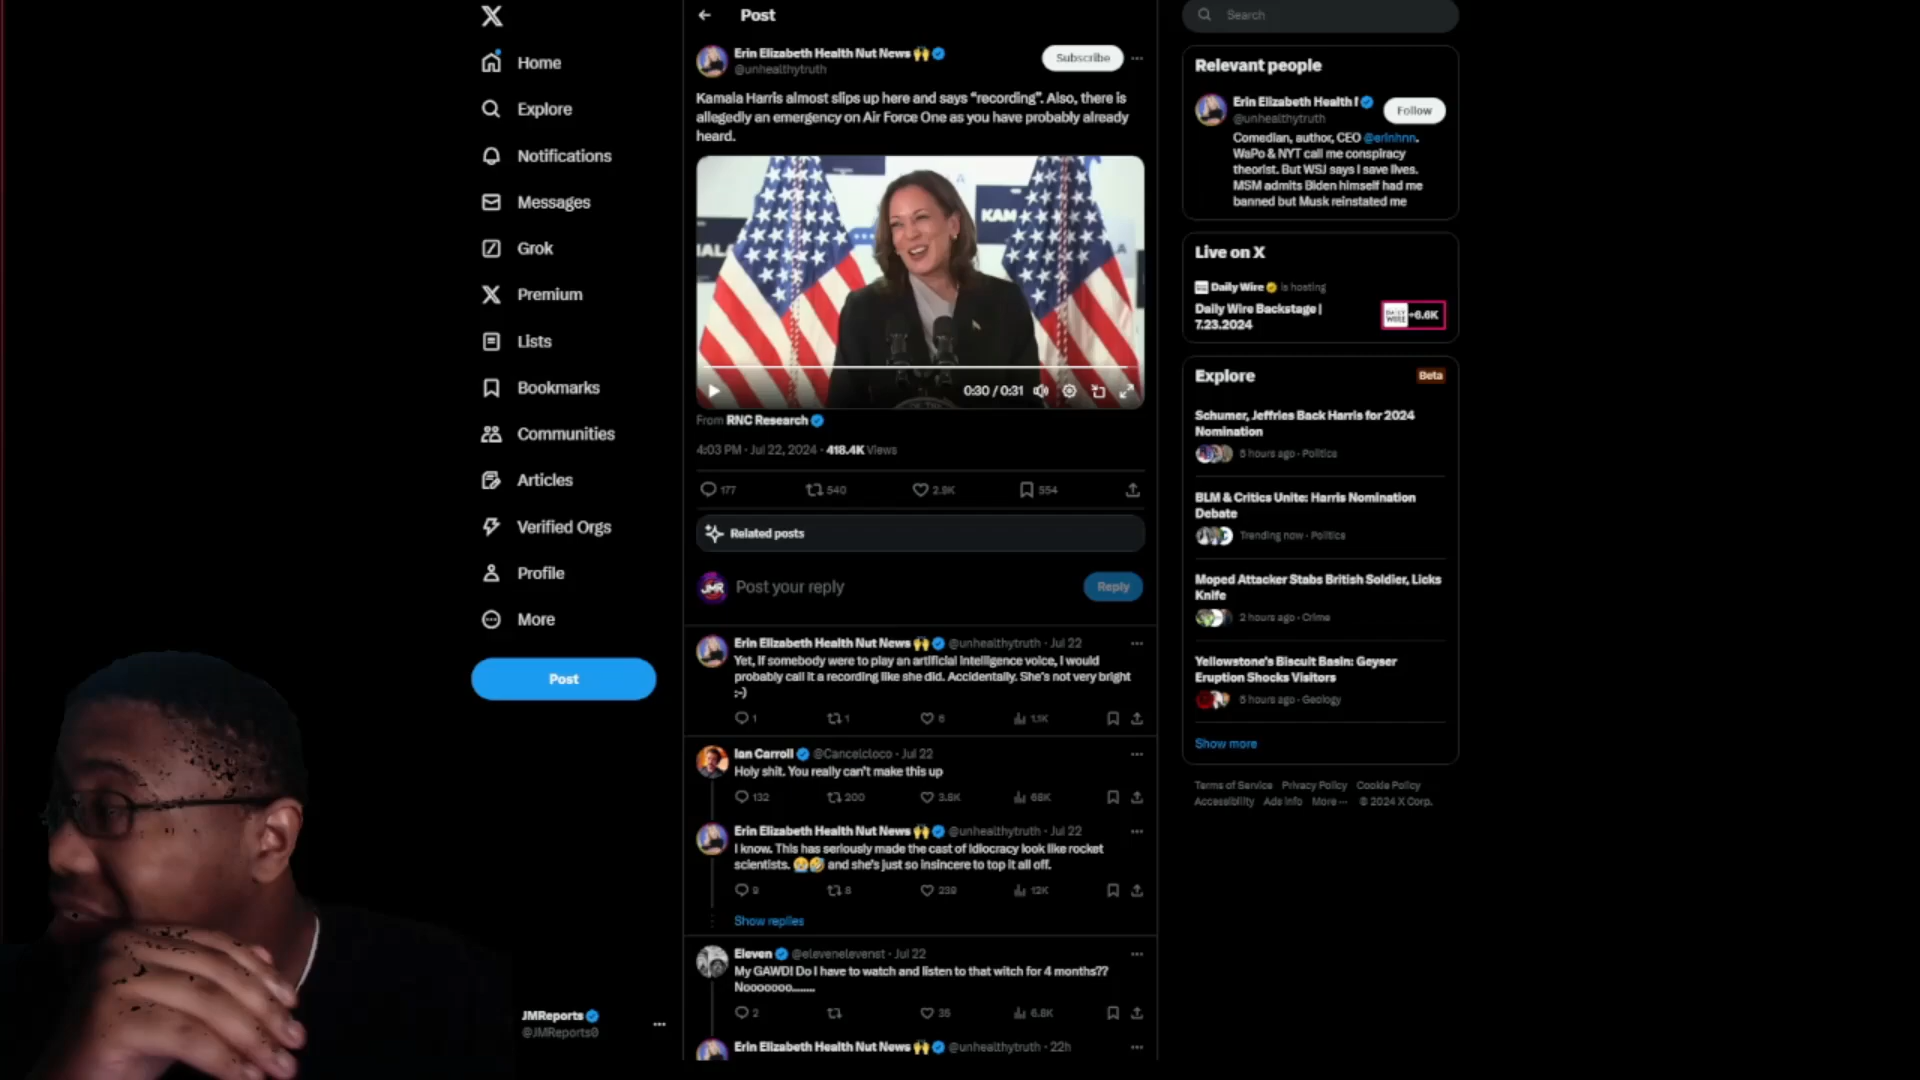 Home
Explore
Notifications
Messages
Grok
Premium
Lists
Bookmarks
Communities
Articles
Verified Orgs
Profile
More
Post
JMReports
@JMReports0
Post
Erin Elizabeth Health Nut News 🙌
@unhealthytruth
Subscribe
Kamala Harris almost slips up here and says “recording”. Also, there is
allegedly an emergency on Air Force One as you have probably already
heard.
KAM
0:30 / 0:31
From RNC Research
4:03 PM · Jul 22, 2024 · 418.4K Views
177 540 2.9K 554
Related posts
JMR
Post your reply
Reply
Erin Elizabeth Health Nut News 🙌 @unhealthytruth · Jul 22
Yet, if somebody were to play an artificial intelligence voice, I would
probably call it a recording like she did. Accidentally. She's not very bright
:-)
1 1 6 1.1K
Ian Carroll @Cancelcloco · Jul 22
Holy shit. You really can't make this up
132 200 3.8K 68K
Erin Elizabeth Health Nut News 🙌 @unhealthytruth · Jul 22
I know. This has seriously made the cast of Idiocracy look like rocket
scientists. 😭🤣 and she's just so insincere to top it all off.
9 8 239 12K
Show replies
Eleven @elevenelevenst · Jul 22
My GAWD! Do I have to watch and listen to that witch for 4 months??
Nooooooo........
2 35 6.8K
Erin Elizabeth Health Nut News 🙌 @unhealthytruth · 22h
Search
Relevant people
Erin Elizabeth Health
@unhealthytruth
Follow
Comedian, author, CEO @erinhnn.
WaPo & NYT call me conspiracy
theorist. But WSJ says I save lives.
MSM admits Biden himself had me
banned but Musk reinstated me
Live on X
Daily Wire is hosting
Daily Wire Backstage |
7.23.2024
DAILY
WIRE
+6.6K
Explore
Beta
Schumer, Jeffries Back Harris for 2024
Nomination
5 hours ago · Politics
BLM & Critics Unite: Harris Nomination
Debate
Trending now · Politics
Moped Attacker Stabs British Soldier, Licks
Knife
2 hours ago · Crime
Yellowstone's Biscuit Basin: Geyser
Eruption Shocks Visitors
5 hours ago · Geology
Show more
Terms of Service Privacy Policy Cookie Policy
Accessibility Ads info More ··· © 2024 X Corp.